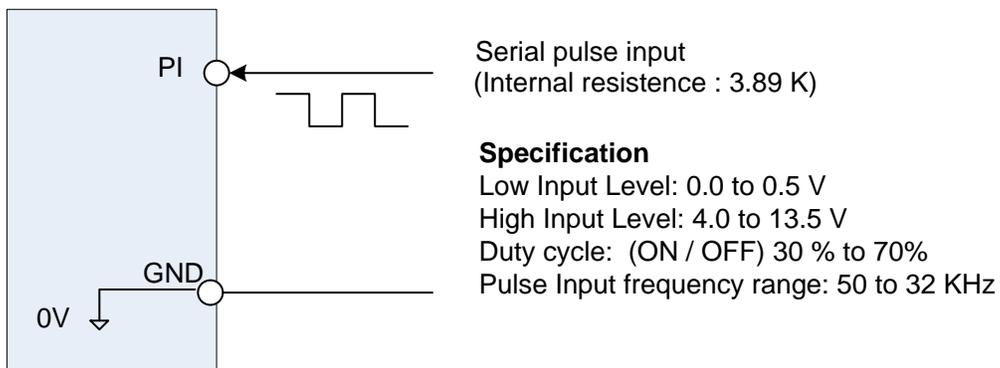 PI
Serial pulse input
(Internal resistence : 3.89 K)
Specification
Low Input Level: 0.0 to 0.5 V
High Input Level: 4.0 to 13.5 V
Duty cycle: (ON / OFF) 30 % to 70%
Pulse Input frequency range: 50 to 32 KHz
GND
0V